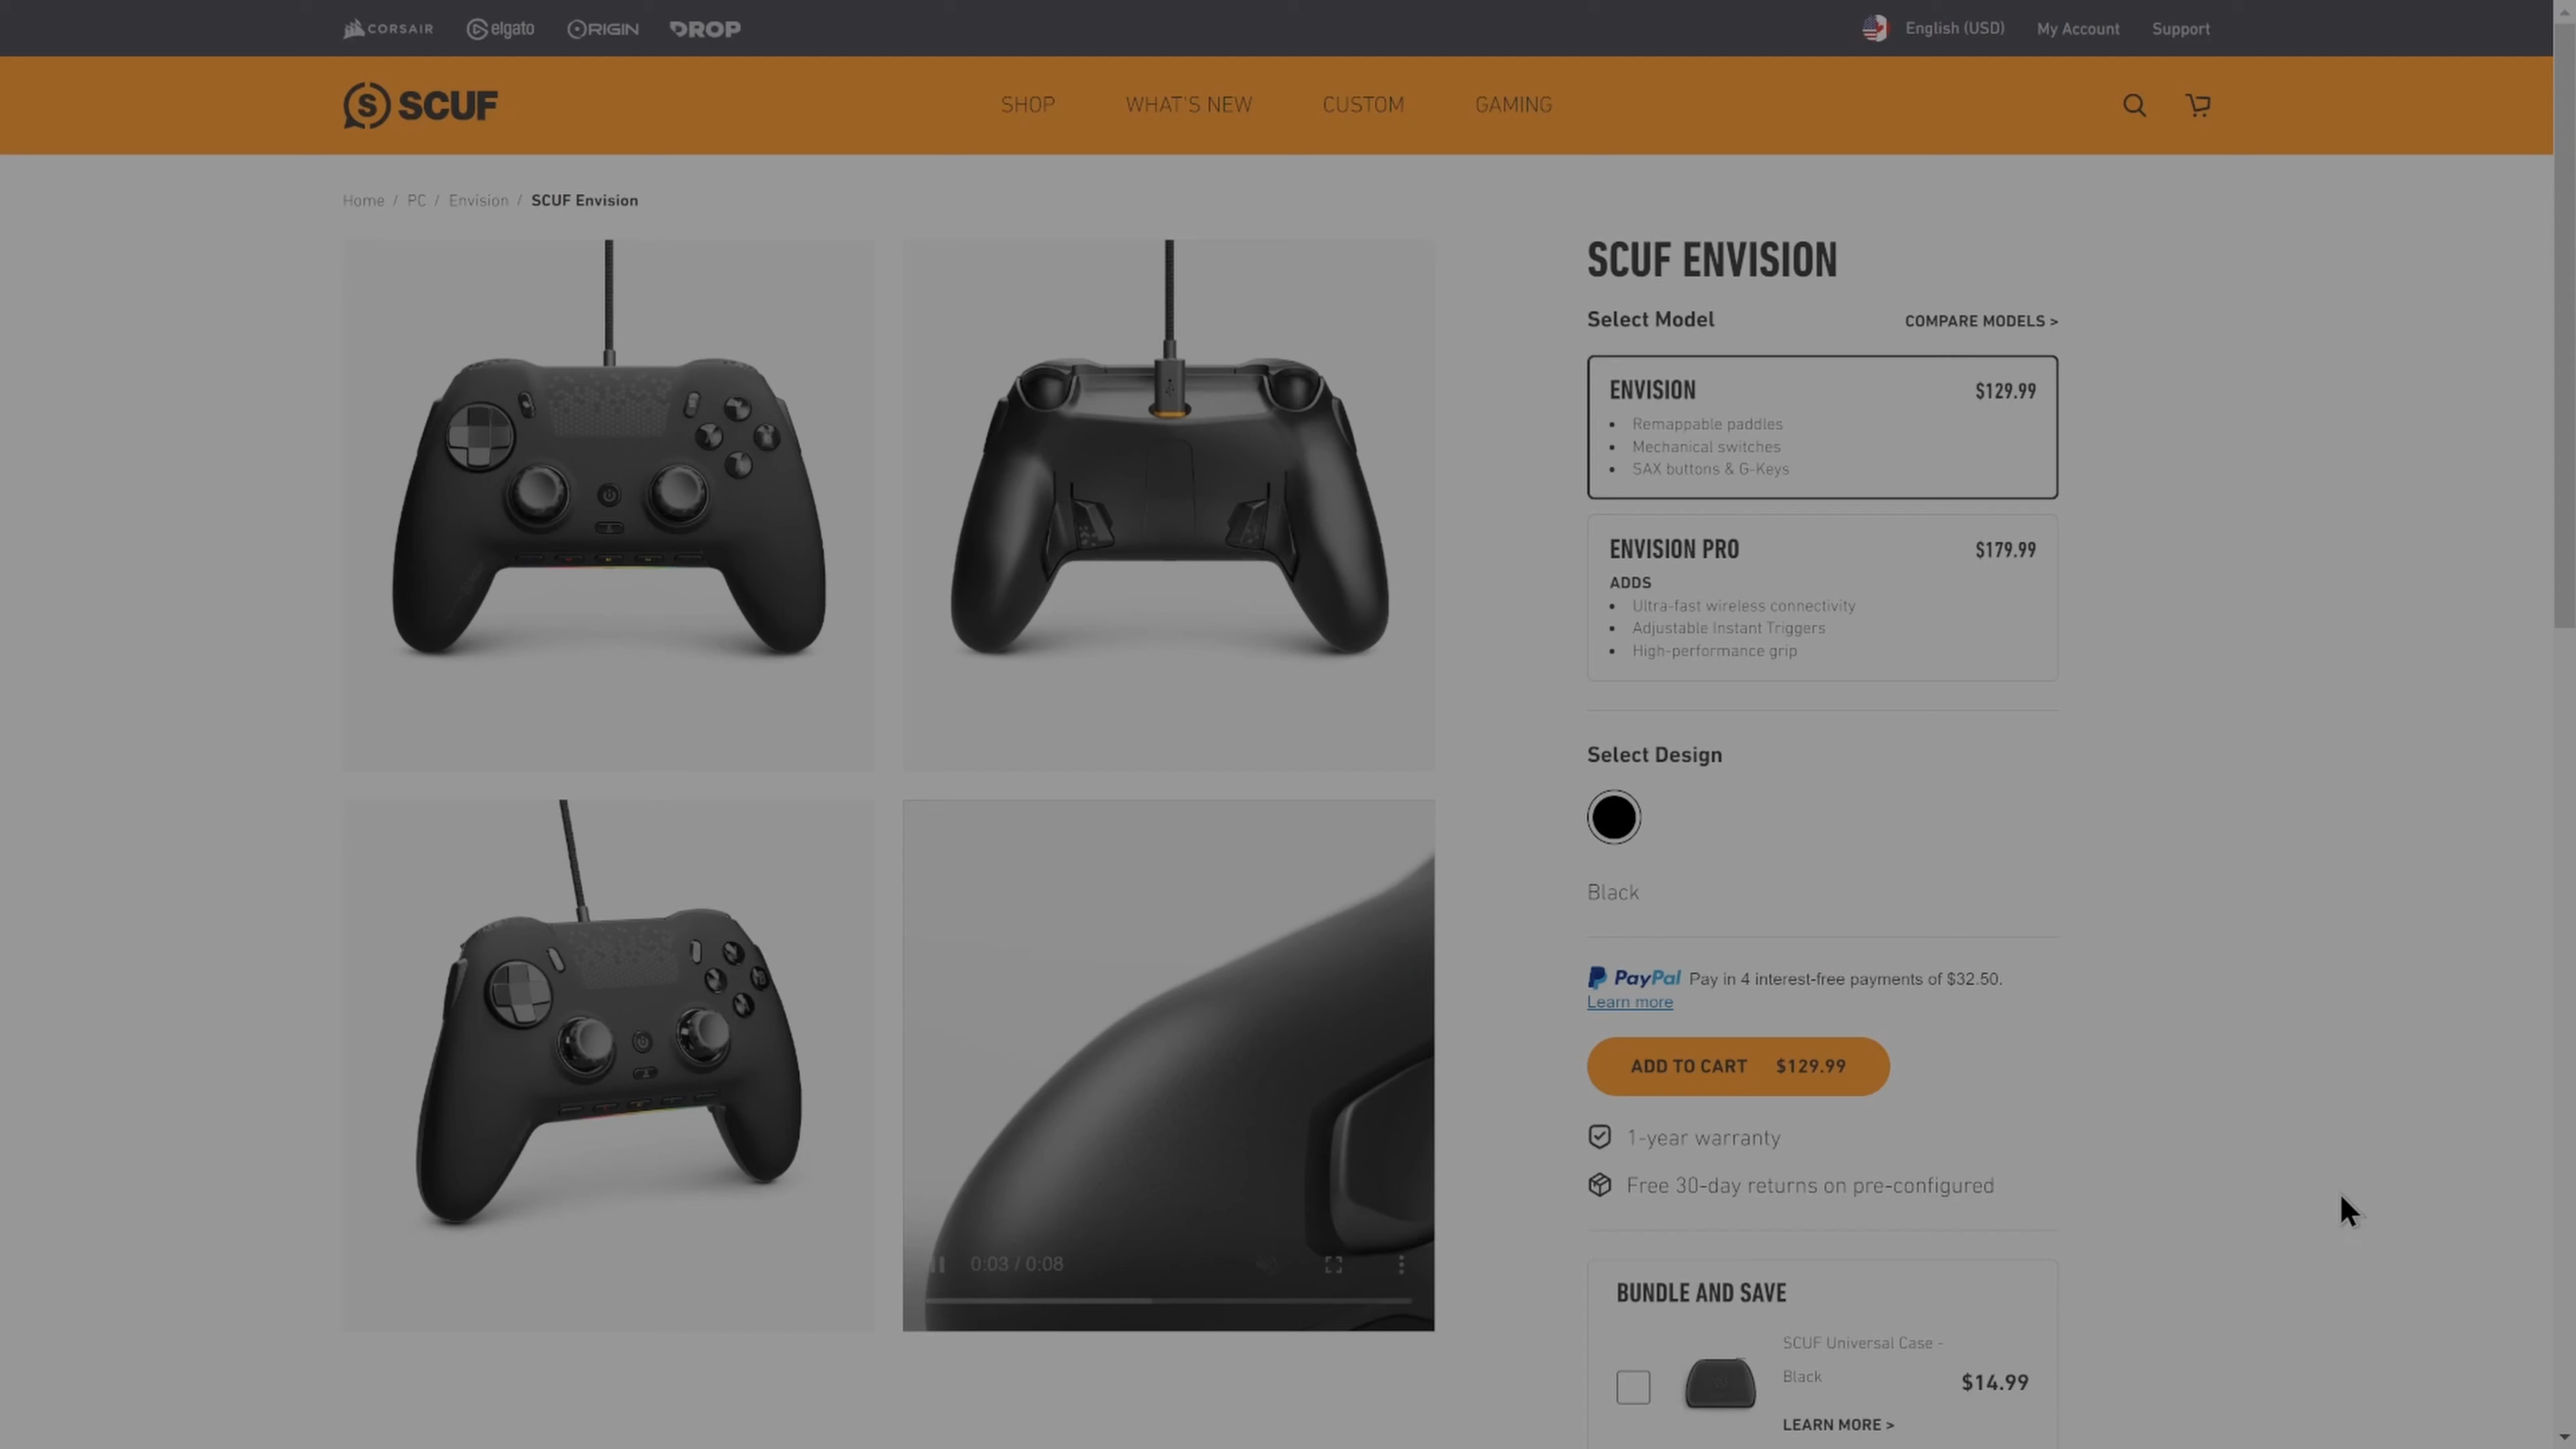 CORSAIR elgato ORIGIN DROP
English (USD) My Account Support
SCUF
SHOP WHAT'S NEW CUSTOM GAMING
Home / PC / Envision / SCUF Envision
SCUF ENVISION
Select Model COMPARE MODELS >
ENVISION $129.99
• Remappable paddles
• Mechanical switches
• SAX buttons & G-Keys
ENVISION PRO $179.99
ADDS
• Ultra-fast wireless connectivity
• Adjustable Instant Triggers
• High-performance grip
Select Design
Black
PayPal Pay in 4 interest-free payments of $32.50.
Learn more
ADD TO CART $129.99
1-year warranty
Free 30-day returns on pre-configured
0:03 / 0:08
BUNDLE AND SAVE
SCUF Universal Case -
Black
$14.99
LEARN MORE >